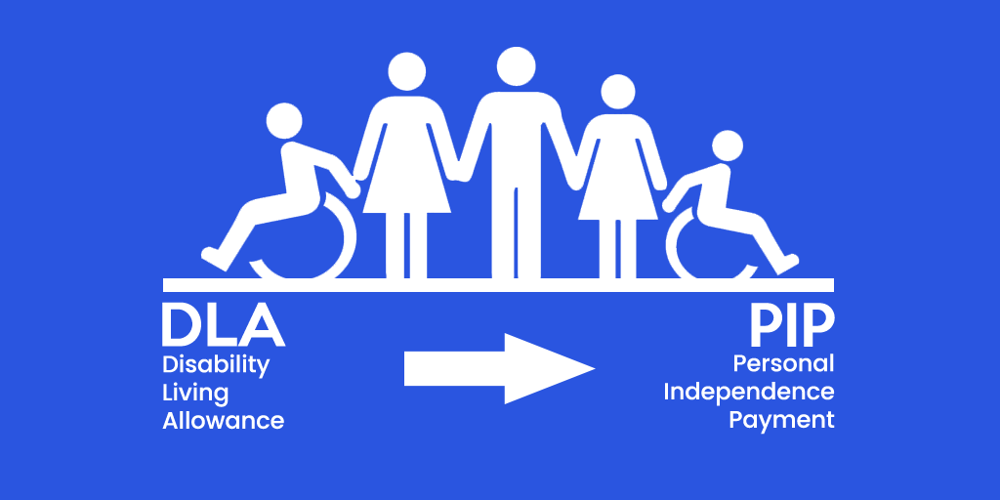 DLA
Disability
Living
Allowance
PIP
Personal
Independence
Payment